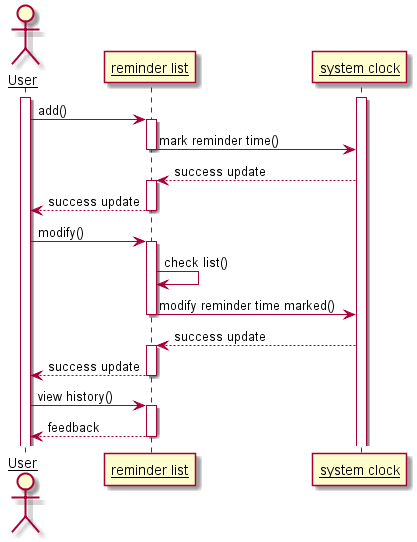 User
reminder list
system clock
add()
mark reminder time()
success update
success update
modify()
check list()
modify reminder time marked()
success update
success update
view history()
feedback
User
reminder list
system clock